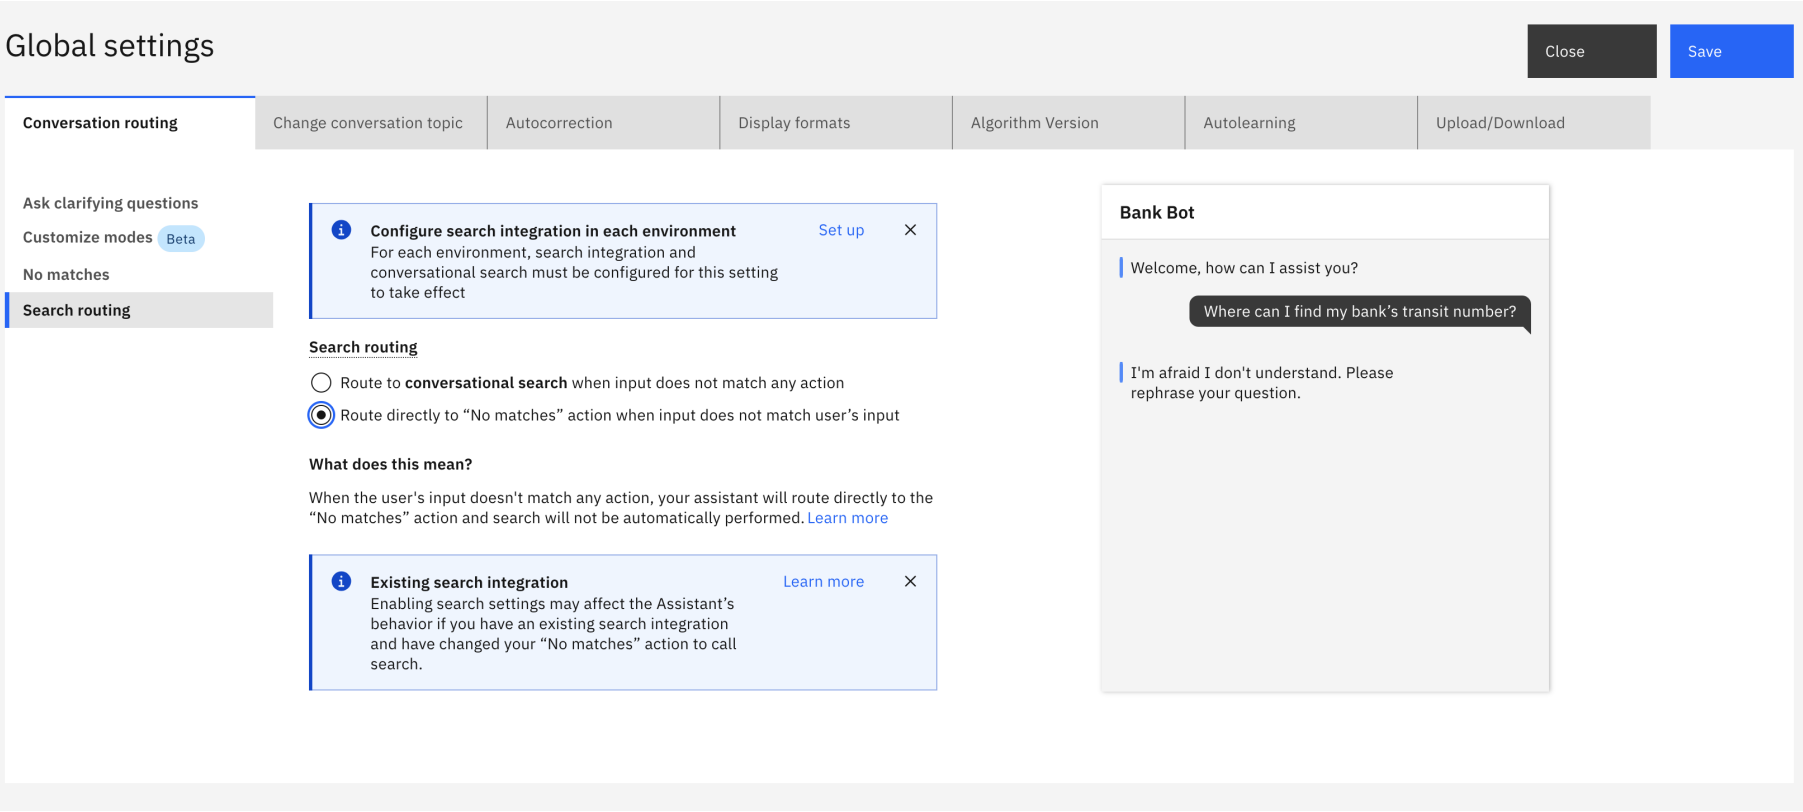 Global settings
Close
Save
Conversation routing
Change conversation topic
Autocorrection
Display formats
Algorithm Version
Autolearning
Upload/Download
Ask clarifying questions
Customize modes Beta
No matches
Search routing
Configure search integration in each environment
Set up
For each environment, search integration and
conversational search must be configured for this setting
to take effect
Search routing
Route to conversational search when input does not match any action
Route directly to “No matches” action when input does not match user’s input
What does this mean?
When the user's input doesn't match any action, your assistant will route directly to the
“No matches” action and search will not be automatically performed. Learn more
Existing search integration
Learn more
Enabling search settings may affect the Assistant’s
behavior if you have an existing search integration
and have changed your “No matches” action to call
search.
Bank Bot
Welcome, how can I assist you?
Where can I find my bank’s transit number?
I'm afraid I don't understand. Please
rephrase your question.